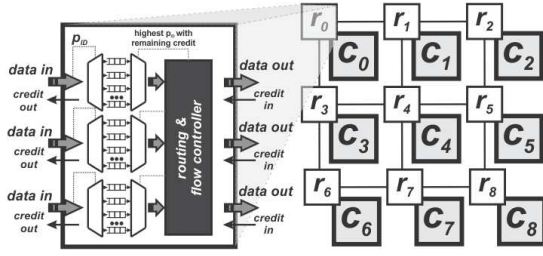 p_ID
highest p_ID with
remaining credit
data in
credit
out
data in
credit
out
data in
credit
out
routing &
flow controller
data out
credit in
data out
credit
in
data out
credit
in
r_0
r_1
r_2
C_0
C_1
C_2
r_3
r_4
r_5
C_3
C_4
C_5
r_6
r_7
r_8
C_6
C_7
C_8